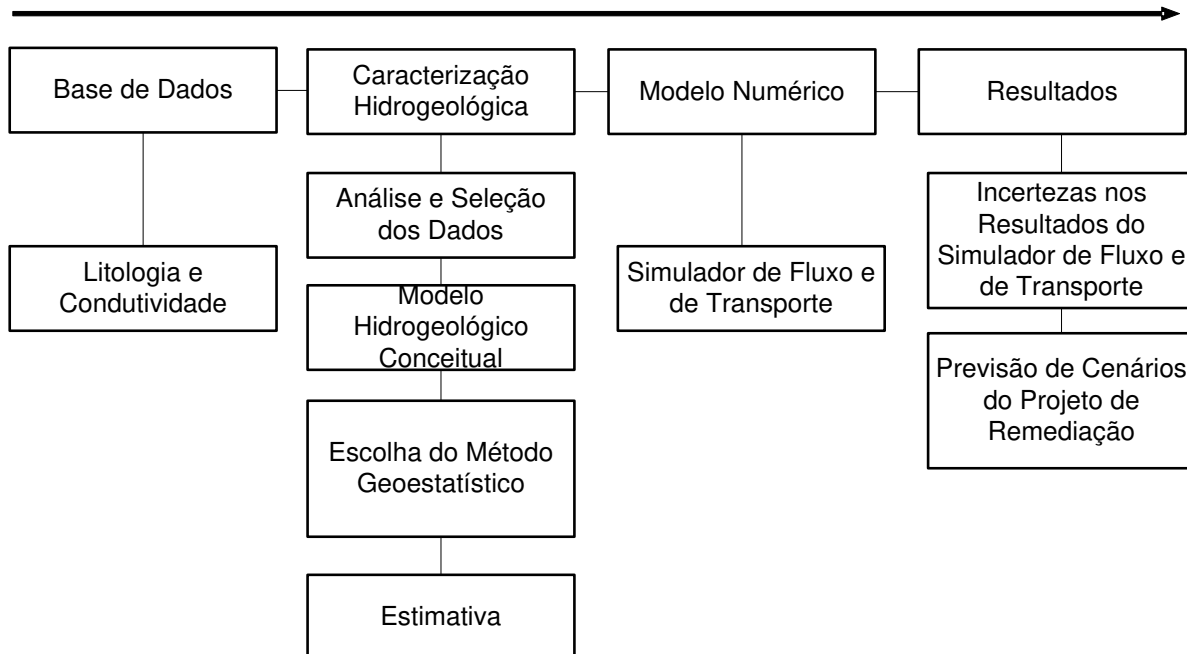 Base de Dados
Caracterização
Hidrogeológica
Modelo Numérico
Resultados
Litologia e
Condutividade
Análise e Seleção
dos Dados
Modelo
Hidrogeológico
Conceitual
Escolha do Método
Geoestatístico
Estimativa
Simulador de Fluxo e
de Transporte
Incertezas nos
Resultados do
Simulador de Fluxo e
de Transporte
Previsão de Cenários
do Projeto de
Remediação